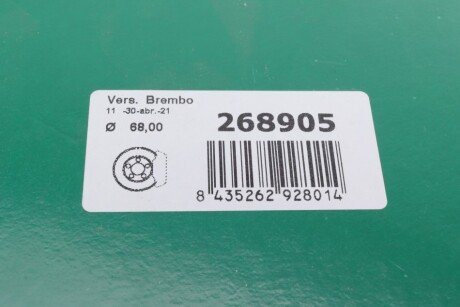 Vers. Brembo
11 -30-abr.-21
Ø 68,00
268905
8 435262 928014